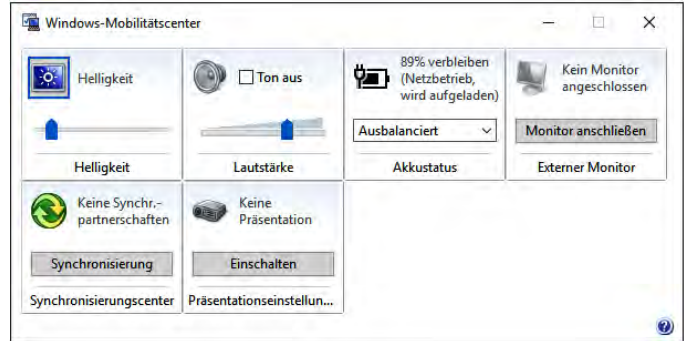 Windows-Mobilitätscenter
Helligkeit
Helligkeit
Ton aus
Lautstärke
89% verbleiben
(Netzbetrieb,
wird aufgeladen)
Ausbalanciert
Akkustatus
Kein Monitor
angeschlossen
Monitor anschließen
Externer Monitor
Keine Synchr.-
partnerschaften
Synchronisierung
Synchronisierungscenter
Keine
Präsentation
Einschalten
Präsentationseinstellun...
?